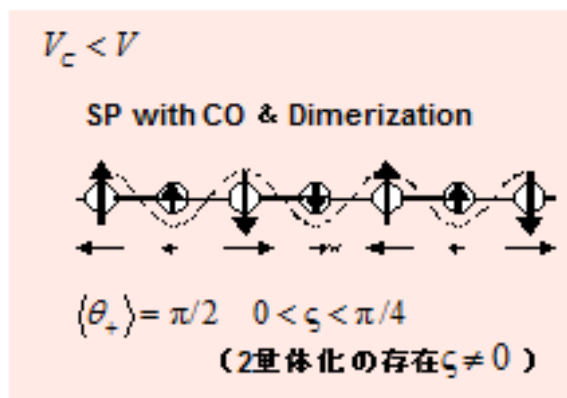 V_c < V
SP with CO & Dimerization
⟨θ₊⟩ = π/2   0 < ς < π/4
（2量体化の存在ς ≠ 0 ）